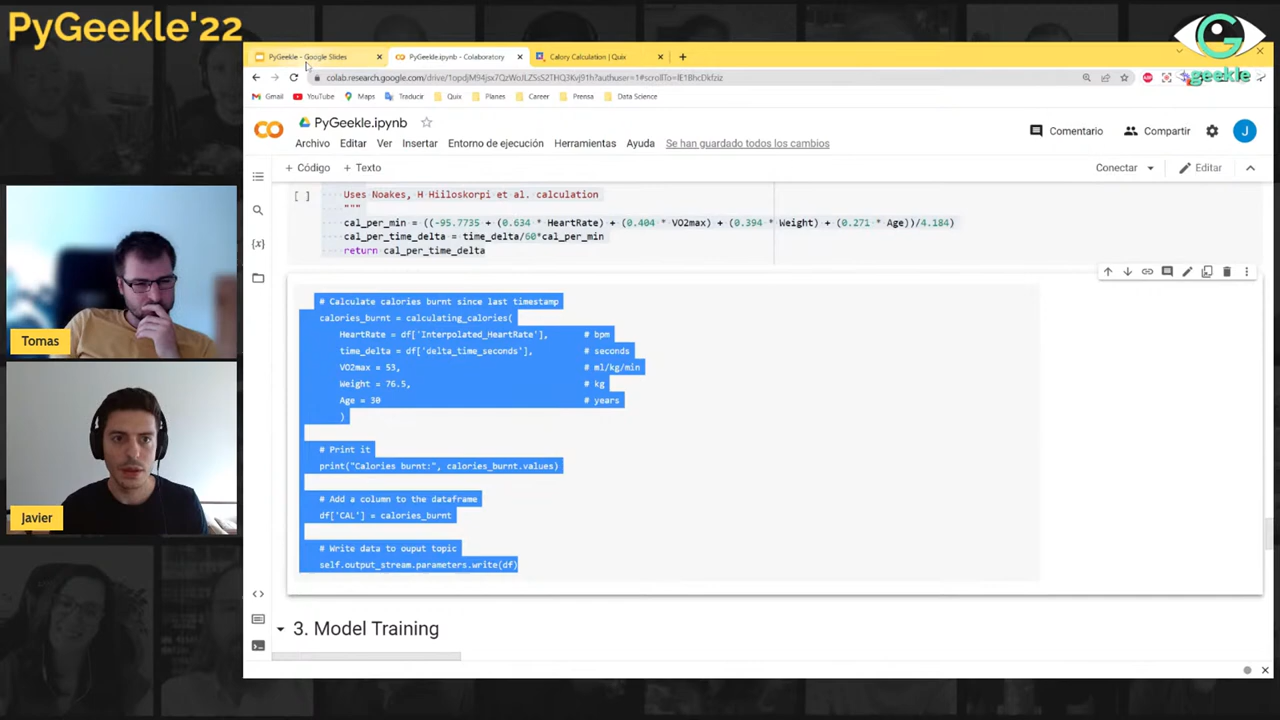 PyGeekle'22
geekle
PyGeekle - Google Slides
PyGeekle.ipynb - Colaboratory
Calory Calculation | Quix
Gmail YouTube Maps Traducir Quix Planes Career Prensa Data Science
PyGeekle.ipynb
Comentario Compartir J
Archivo Editar Ver Insertar Entorno de ejecución Herramientas Ayuda Se han guardado todos los cambios
+ Código + Texto Conectar Editar
[ ] Uses Noakes, H Hiiloskorpi et al. calculation
"""
cal_per_min = ((-95.7735 + (0.634 * HeartRate) + (0.404 * VO2max) + (0.394 * Weight) + (0.271 * Age))/4.184)
cal_per_time_delta = time_delta/60*cal_per_min
return cal_per_time_delta
# Calculate calories burnt since last timestamp
calories_burnt = calculating_calories(
HeartRate = df['Interpolated_HeartRate'], # bpm
time_delta = df['delta_time_seconds'], # seconds
VO2max = 53, # ml/kg/min
Weight = 76.5, # kg
Age = 30 # years
)
# Print it
print("Calories burnt:", calories_burnt.values)
# Add a column to the dataframe
df['CAL'] = calories_burnt
# Write data to ouput topic
self.output_stream.parameters.write(df)
3. Model Training
Tomas
Javier